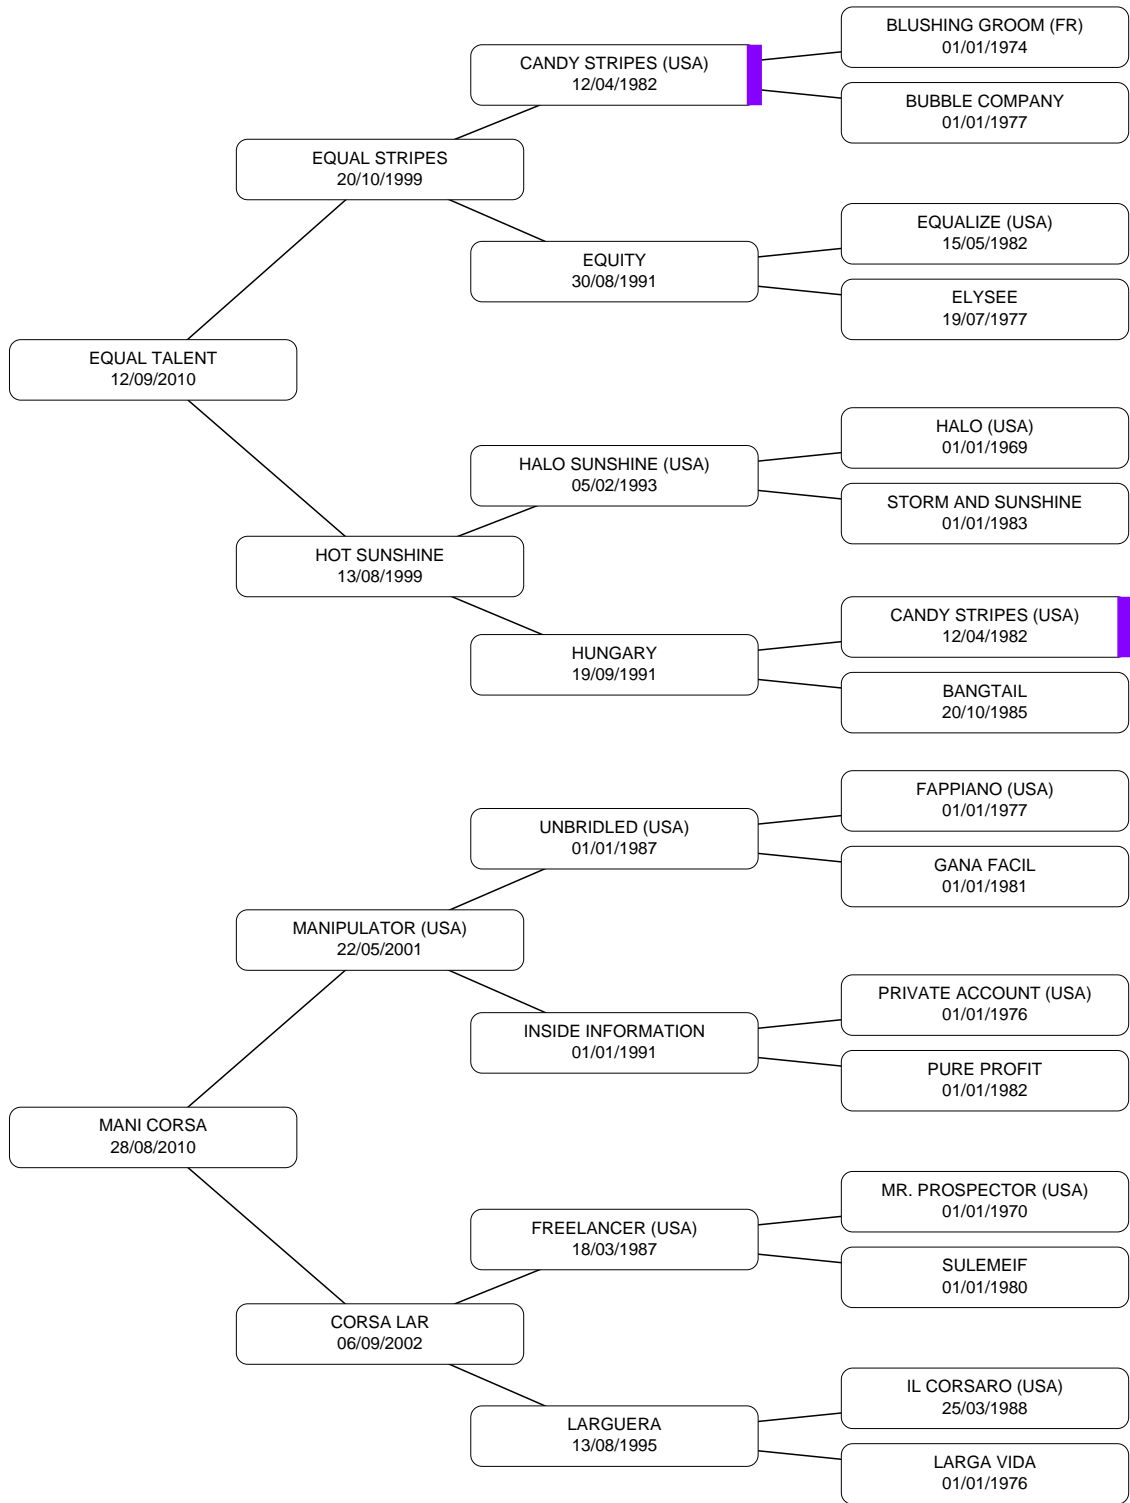 BLUSHING GROOM (FR)
01/01/1974
CANDY STRIPES (USA)
12/04/1982
BUBBLE COMPANY
01/01/1977
EQUAL STRIPES
20/10/1999
EQUALIZE (USA)
15/05/1982
EQUITY
30/08/1991
ELYSEE
19/07/1977
EQUAL TALENT
12/09/2010
HALO (USA)
01/01/1969
HALO SUNSHINE (USA)
05/02/1993
STORM AND SUNSHINE
01/01/1983
HOT SUNSHINE
13/08/1999
CANDY STRIPES (USA)
12/04/1982
HUNGARY
19/09/1991
BANGTAIL
20/10/1985
FAPPIANO (USA)
01/01/1977
UNBRIDLED (USA)
01/01/1987
GANA FACIL
01/01/1981
MANIPULATOR (USA)
22/05/2001
PRIVATE ACCOUNT (USA)
01/01/1976
INSIDE INFORMATION
01/01/1991
PURE PROFIT
01/01/1982
MANI CORSA
28/08/2010
MR. PROSPECTOR (USA)
01/01/1970
FREELANCER (USA)
18/03/1987
SULEMEIF
01/01/1980
CORSA LAR
06/09/2002
IL CORSARO (USA)
25/03/1988
LARGUERA
13/08/1995
LARGA VIDA
01/01/1976